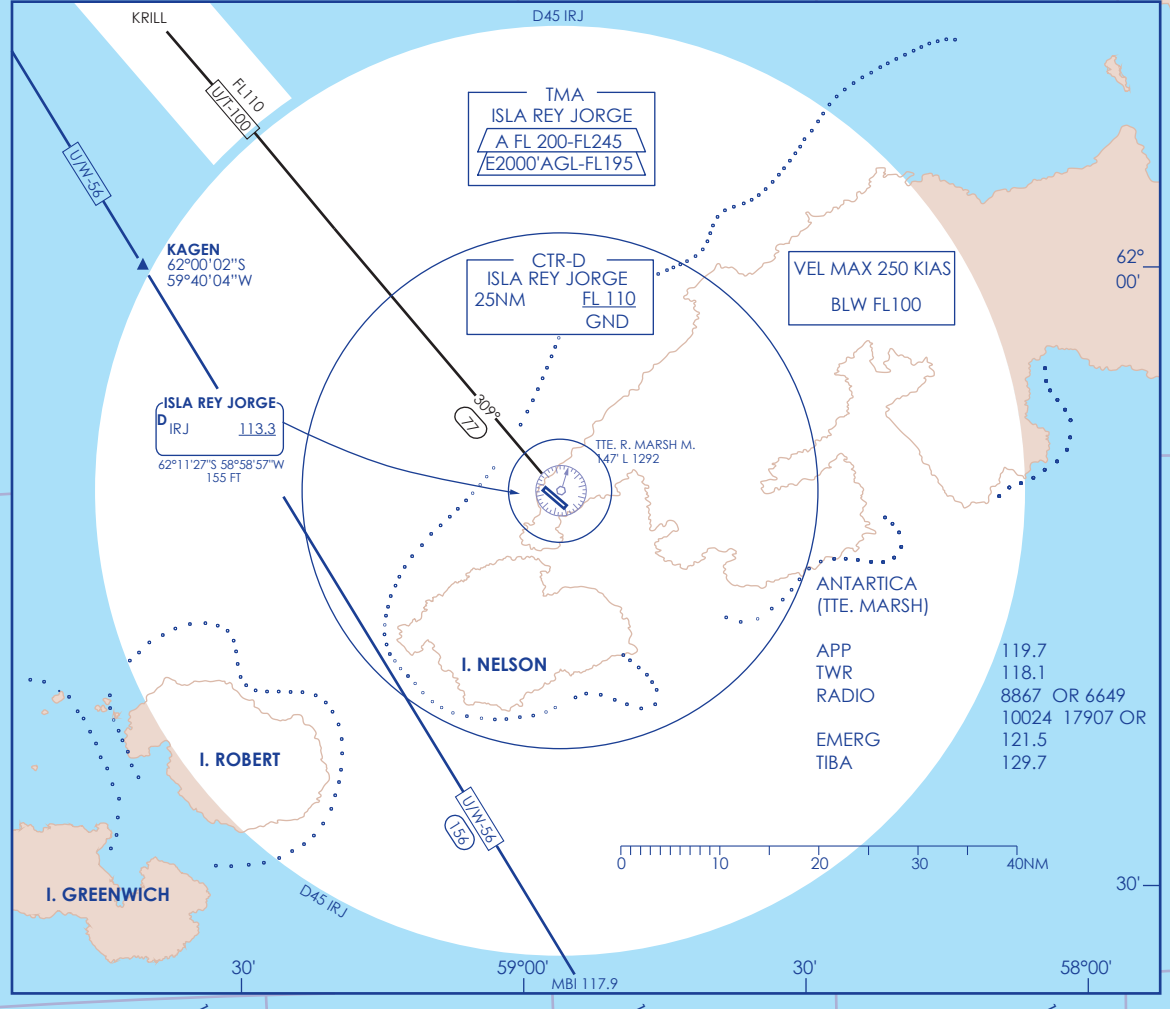 KRILL
D45 IRJ
FL110
U/T-100
TMA
ISLA REY JORGE
A FL 200-FL245
E2000'AGL-FL195
U/W-56
KAGEN
62°00'02"S
59°40'04"W
CTR-D
ISLA REY JORGE
25NM FL 110
GND
VEL MAX 250 KIAS
BLW FL100
62°
00'
ISLA REY JORGE
D
IRJ 113.3
62°11'27"S 58°58'57"W
155 FT
309°
77
TTE. R. MARSH M.
147' L 1292
ANTARTICA
(TTE. MARSH)
APP 119.7
TWR 118.1
RADIO 8867 OR 6649
10024 17907 OR
EMERG 121.5
TIBA 129.7
I. NELSON
I. ROBERT
U/W-56
156
0 10 20 30 40NM
I. GREENWICH
D45 IRJ
30'
30' 59°00' 30' 58°00'
MBI 117.9